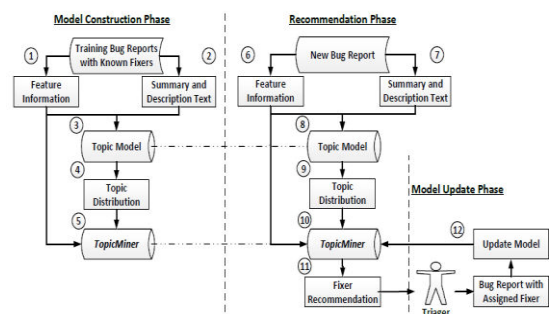 Model Construction Phase
Recommendation Phase
1
Training Bug Reports
with Known Fixers
2
6
New Bug Report
7
Feature
Information
Summary and
Description Text
Feature
Information
Summary and
Description Text
3
Topic Model
8
Topic Model
4
9
Topic
Distribution
Topic
Distribution
Model Update Phase
5
TopicMiner
10
TopicMiner
12
Update Model
11
Fixer
Recommendation
Triager
Bug Report with
Assigned Fixer